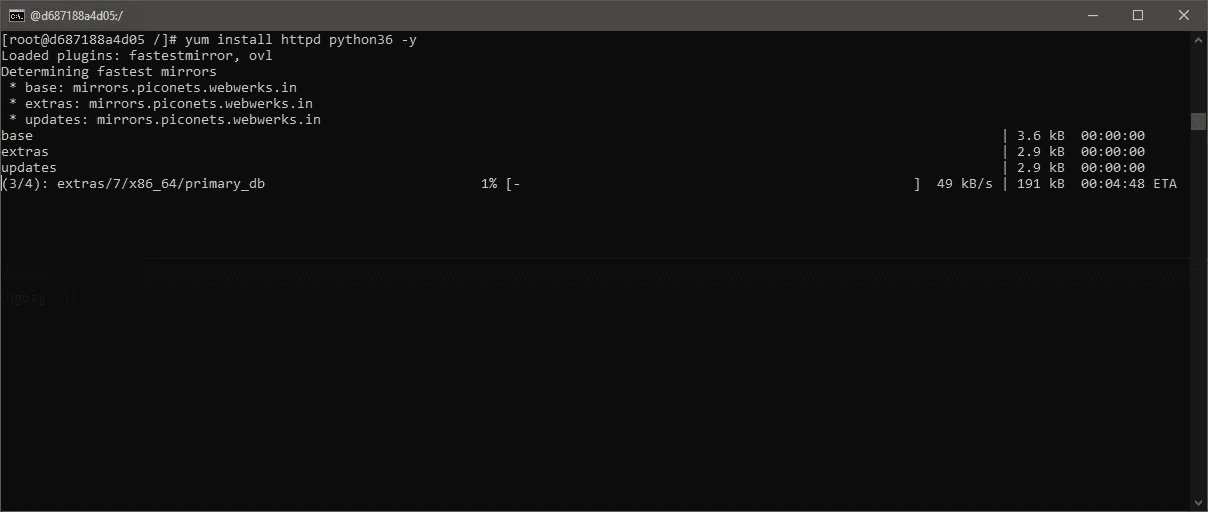 C:\. @d687188a4d05:/
[root@d687188a4d05 /]# yum install httpd python36 -y
Loaded plugins: fastestmirror, ovl
Determining fastest mirrors
 * base: mirrors.piconets.webwerks.in
 * extras: mirrors.piconets.webwerks.in
 * updates: mirrors.piconets.webwerks.in
base | 3.6 kB 00:00:00
extras | 2.9 kB 00:00:00
updates | 2.9 kB 00:00:00
(3/4): extras/7/x86_64/primary_db 1% [- ] 49 kB/s | 191 kB 00:04:48 ETA